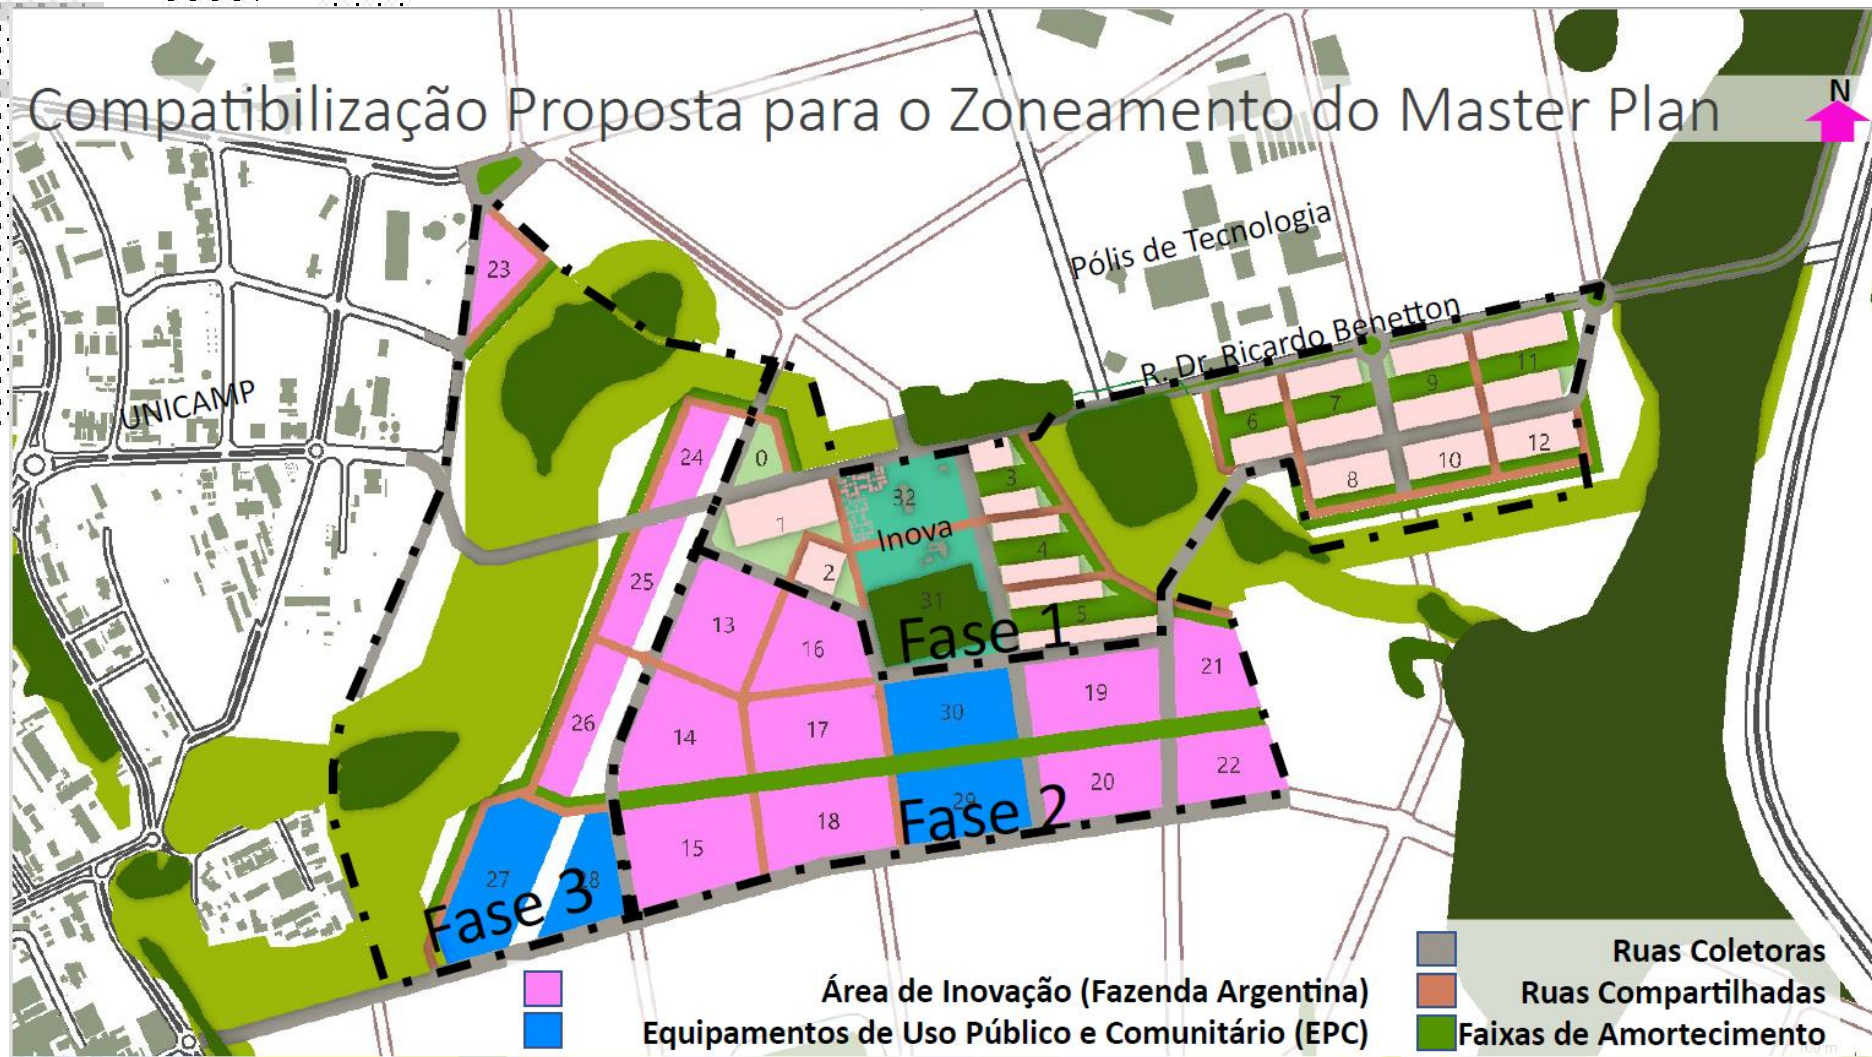 Compatibilização Proposta para o Zoneamento do Master Plan
N
Pólis de Tecnologia
R. Dr. Ricardo Benetton
UNICAMP
23
24
0
1
32
Inova
31
2
3
4
5
6
7
8
9
10
11
12
25
13
16
Fase 1
26
14
17
30
19
21
15
18
29
20
22
Fase 2
27
28
Fase 3
Área de Inovação (Fazenda Argentina)
Equipamentos de Uso Público e Comunitário (EPC)
Ruas Coletoras
Ruas Compartilhadas
Faixas de Amortecimento